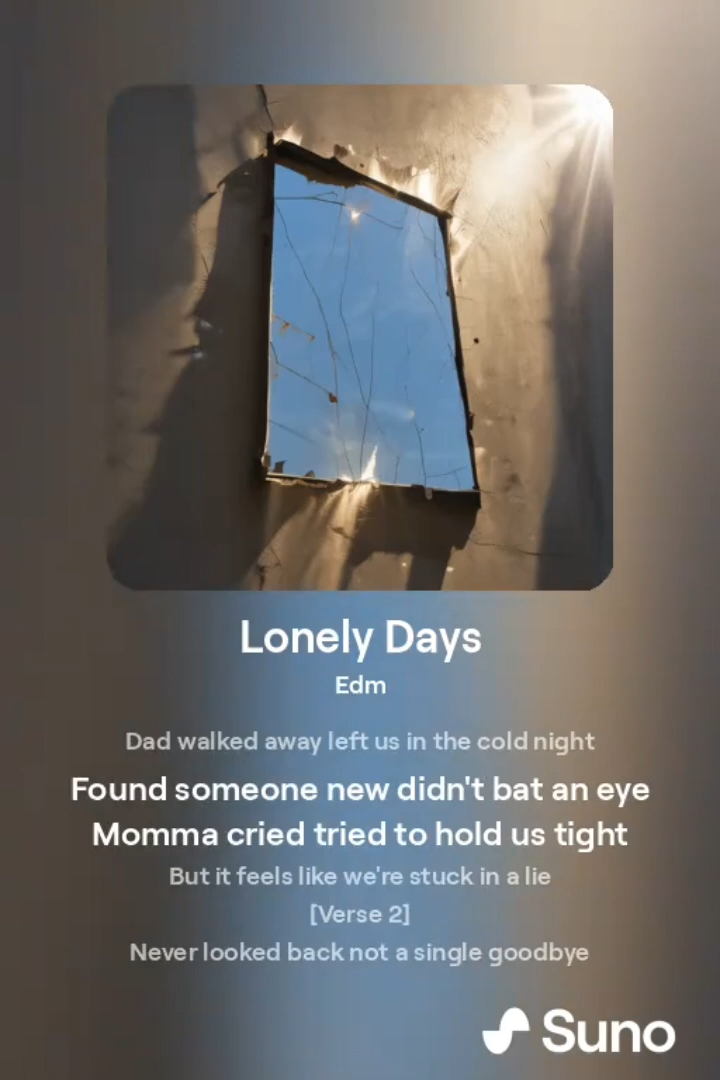 Lonely Days
Edm
Dad walked away left us in the cold night
Found someone new didn't bat an eye
Momma cried tried to hold us tight
But it feels like we're stuck in a lie
[Verse 2]
Never looked back not a single goodbye
Suno